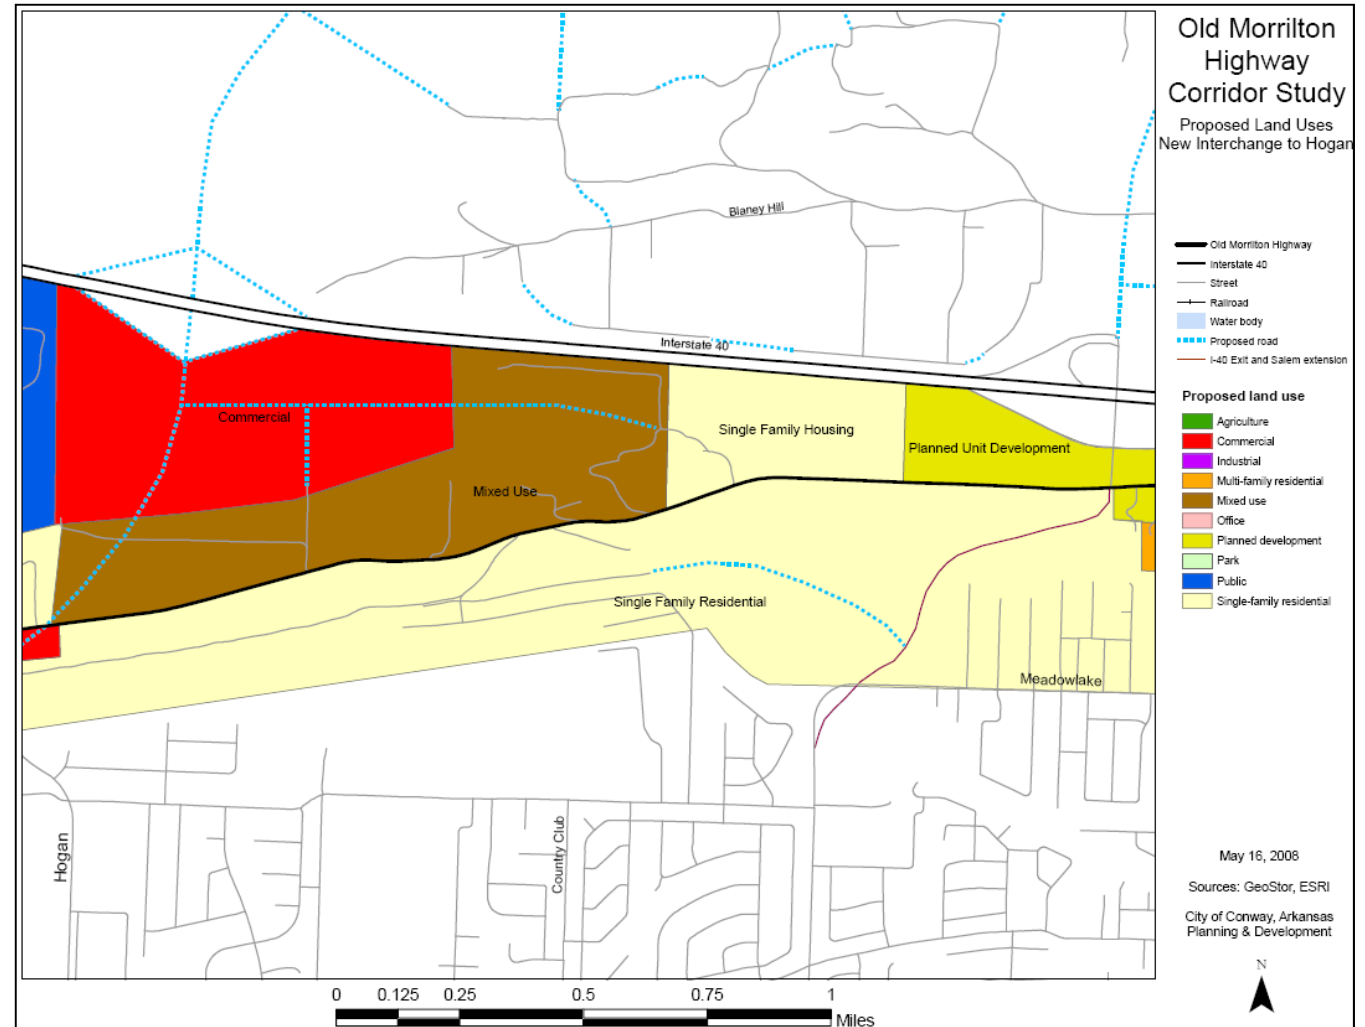 Old Morrilton
Highway
Corridor Study
Proposed Land Uses
New Interchange to Hogan
Old Morrilton Highway
Interstate 40
Street
Railroad
Water body
Proposed road
I-40 Exit and Salem extension
Proposed land use
Agriculture
Commercial
Industrial
Multi-family residential
Mixed use
Office
Planned development
Park
Public
Single-family residential
Blaney Hill
Interstate 40
Commercial
Single Family Housing
Planned Unit Development
Mixed Use
Single Family Residential
Meadowlake
Hogan
Country Club
May 16, 2008
Sources: GeoStor, ESRI
City of Conway, Arkansas
Planning & Development
N
0 0.125 0.25 0.5 0.75 1
Miles